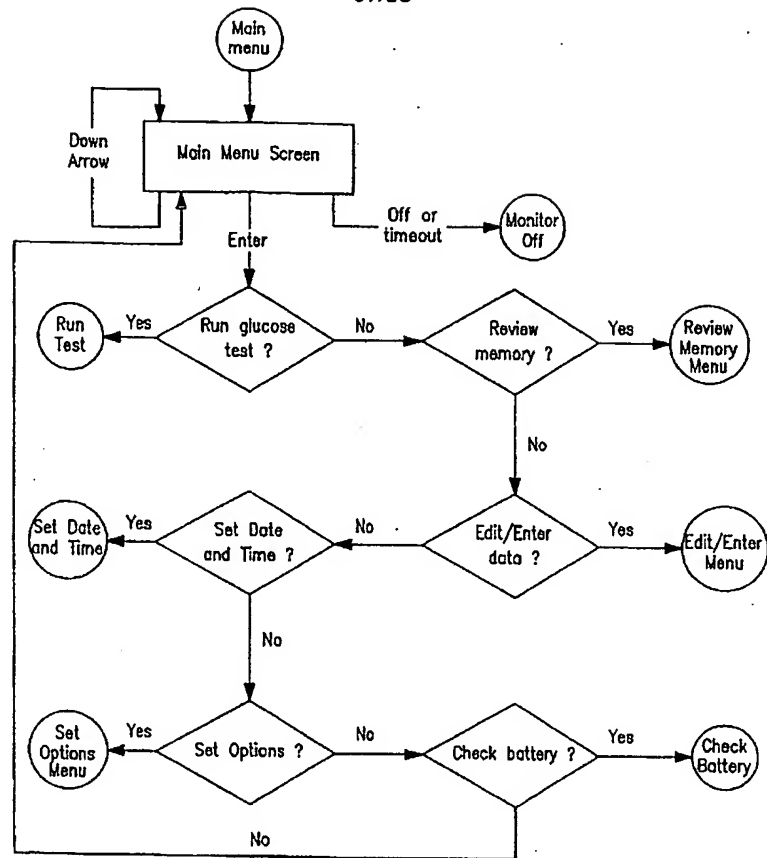 Main
menu
Down
Arrow
Main Menu Screen
Off or
timeout
Monitor
Off
Enter
Run
Test
Yes
Run glucose
test ?
No
Review
memory ?
Yes
Review
Memory
Menu
No
Set Date
and Time
Yes
Set Date
and Time ?
No
Edit/Enter
data ?
Yes
Edit/Enter
Menu
No
Set
Options
Menu
Yes
Set Options ?
No
Check battery ?
Yes
Check
Battery
No